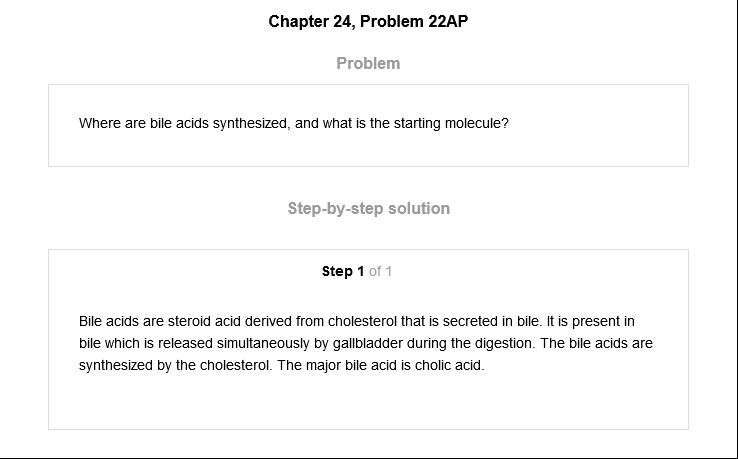 Chapter 24, Problem 22AP
Problem
Where are bile acids synthesized, and what is the starting molecule?
Step-by-step solution
Step 1 of 1
Bile acids are steroid acid derived from cholesterol that is secreted in bile. It is present in
bile which is released simultaneously by gallbladder during the digestion. The bile acids are
synthesized by the cholesterol. The major bile acid is cholic acid.